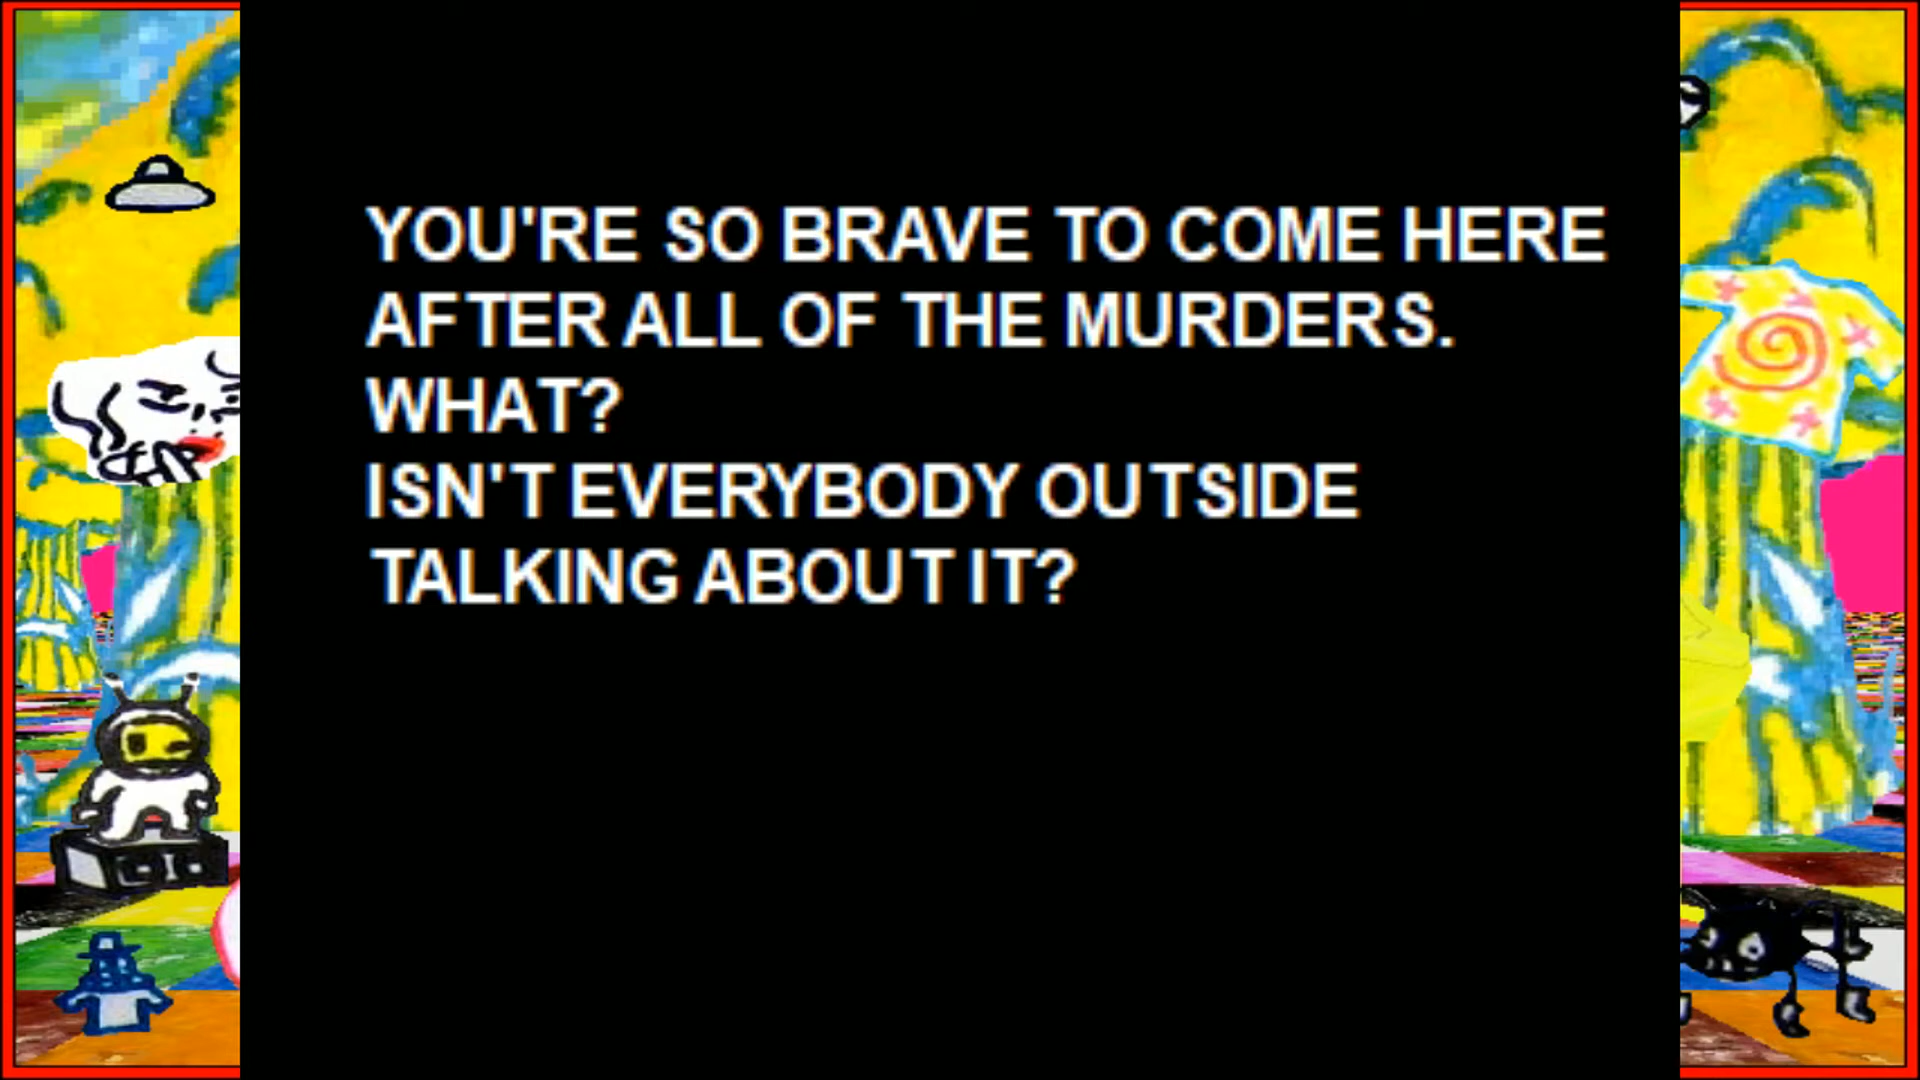 YOU'RE SO BRAVE TO COME HERE
AFTER ALL OF THE MURDERS.
WHAT?
ISN'T EVERYBODY OUTSIDE
TALKING ABOUT IT?